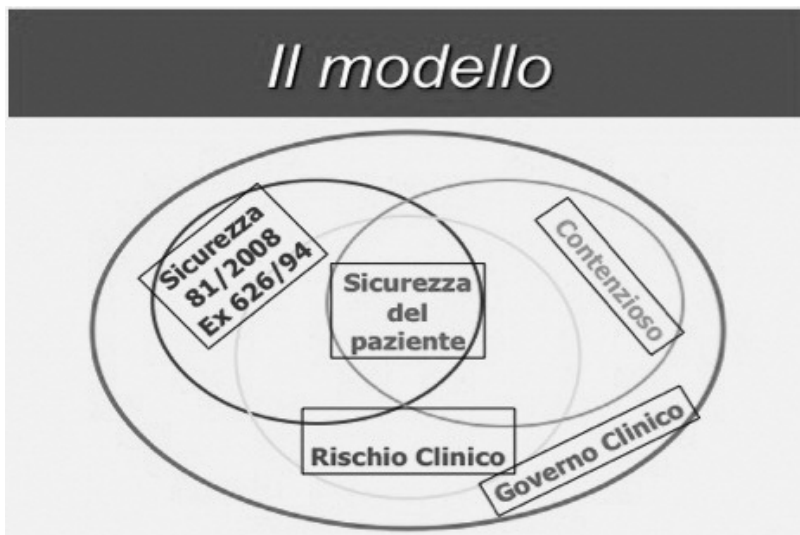 Il modello
Sicurezza
81/2008
Ex 626/94
Contenzioso
Sicurezza
del
paziente
Rischio Clinico
Governo Clinico